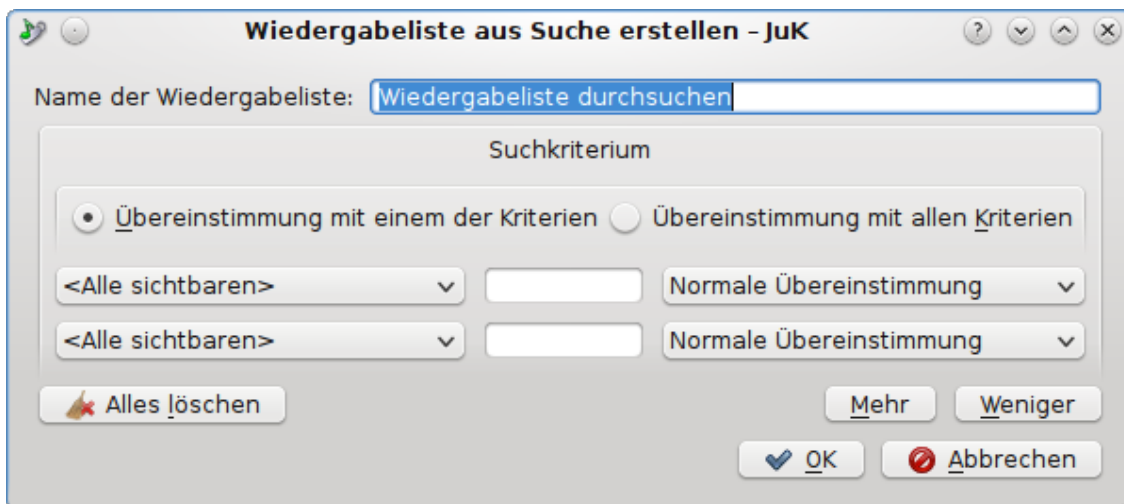 Wiedergabeliste aus Suche erstellen – JuK
Name der Wiedergabeliste: Wiedergabeliste durchsuchen
Suchkriterium
Übereinstimmung mit einem der Kriterien Übereinstimmung mit allen Kriterien
<Alle sichtbaren> Normale Übereinstimmung
<Alle sichtbaren> Normale Übereinstimmung
Alles löschen Mehr Weniger
OK Abbrechen